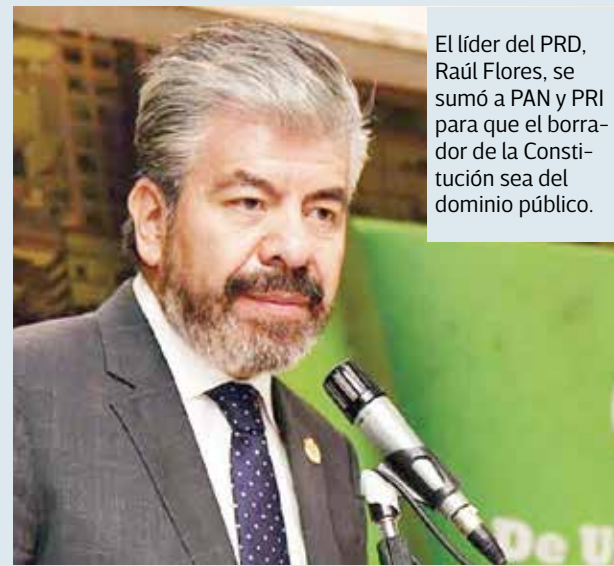 El líder del PRD,
Raúl Flores, se
sumó a PAN y PRI
para que el borra-
dor de la Consti-
tución sea del
dominio público.
De U